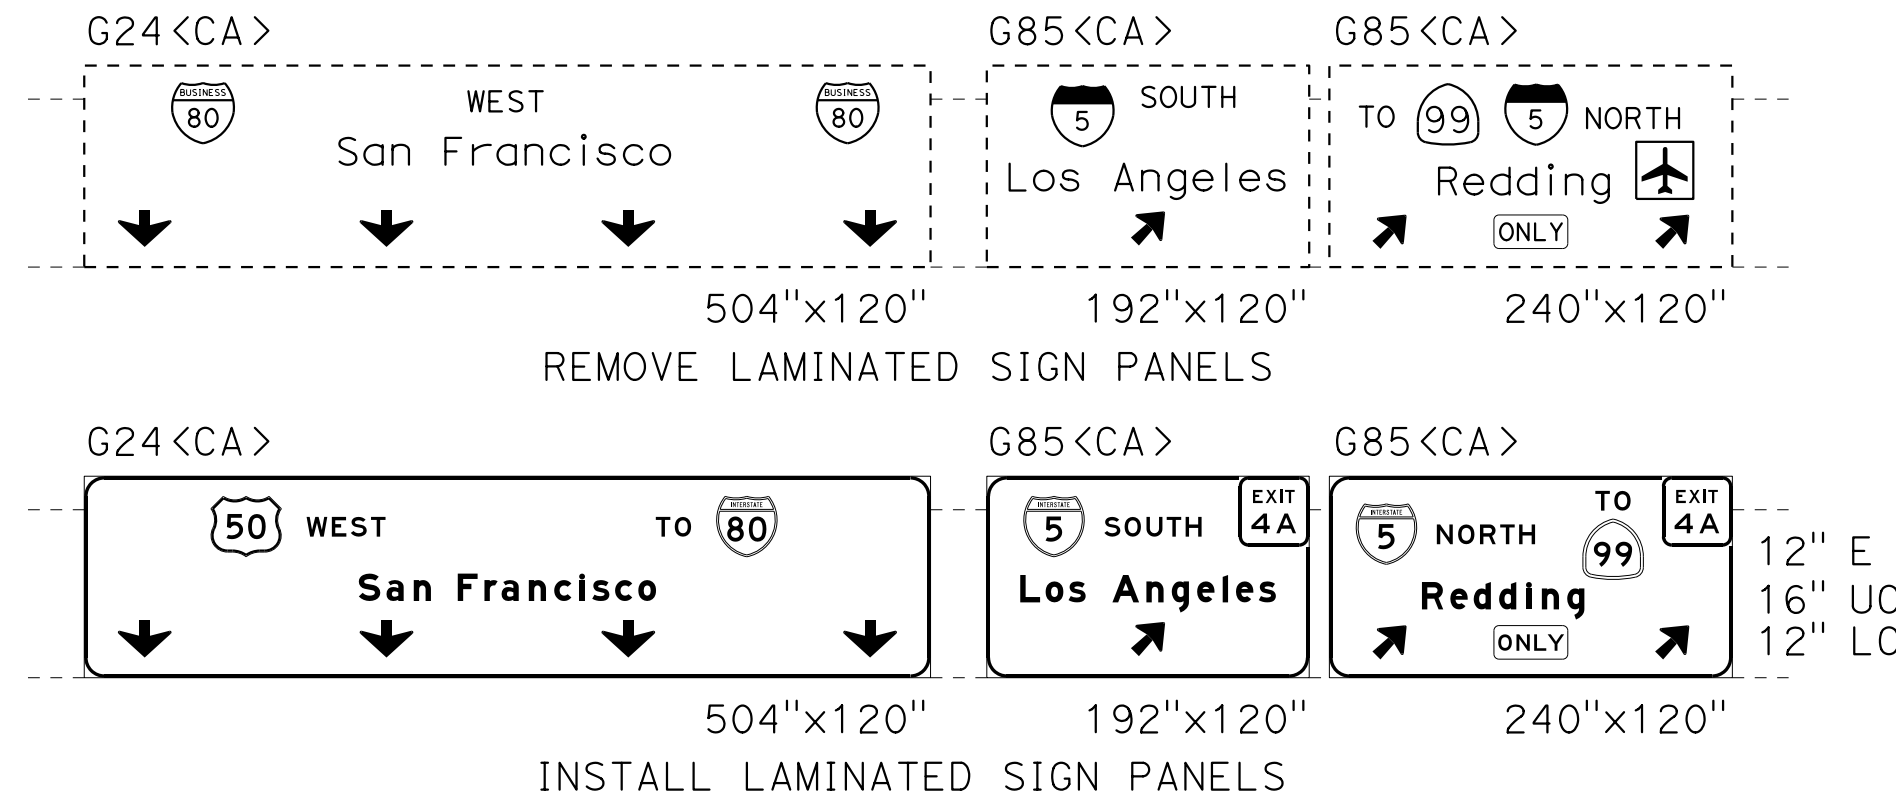 G24<CA>
BUSINESS 80
WEST
BUSINESS 80
San Francisco
504"x120"
G85<CA>
5
SOUTH
Los Angeles
192"x120"
G85<CA>
TO 99 5 NORTH
Redding
ONLY
240"x120"
REMOVE LAMINATED SIGN PANELS
G24<CA>
50 WEST
TO INTERSTATE 80
San Francisco
504"x120"
G85<CA>
INTERSTATE 5 SOUTH
EXIT
4A
Los Angeles
192"x120"
G85<CA>
INTERSTATE 5 NORTH
TO
99
EXIT
4A
Redding
ONLY
240"x120"
12" E
16" UC
12" LC
INSTALL LAMINATED SIGN PANELS